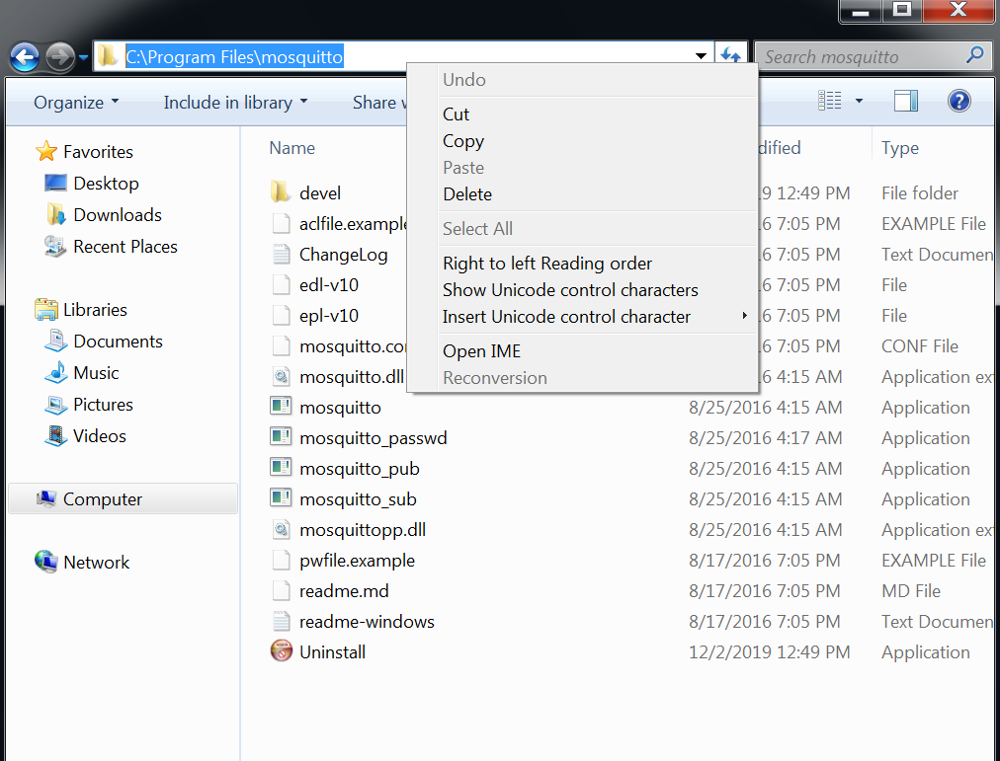 C:\Program Files\mosquitto
Search mosquitto
Organize
Include in library
Share
Undo
Cut
Copy
Paste
Delete
Select All
Right to left Reading order
Show Unicode control characters
Insert Unicode control character
Open IME
Reconversion
Favorites
Desktop
Downloads
Recent Places
Libraries
Documents
Music
Pictures
Videos
Computer
Network
Name Type
devel 12:49 PM File folder
aclfile.example 7:05 PM EXAMPLE File
ChangeLog 7:05 PM Text Documen
edl-v10 7:05 PM File
epl-v10 7:05 PM File
mosquitto.con 7:05 PM CONF File
mosquitto.dll 4:15 AM Application ex
mosquitto 8/25/2016 4:15 AM Application
mosquitto_passwd 8/25/2016 4:17 AM Application
mosquitto_pub 8/25/2016 4:15 AM Application
mosquitto_sub 8/25/2016 4:15 AM Application
mosquittopp.dll 8/25/2016 4:15 AM Application ex
pwfile.example 8/17/2016 7:05 PM EXAMPLE File
readme.md 8/17/2016 7:05 PM MD File
readme-windows 8/17/2016 7:05 PM Text Documen
Uninstall 12/2/2019 12:49 PM Application